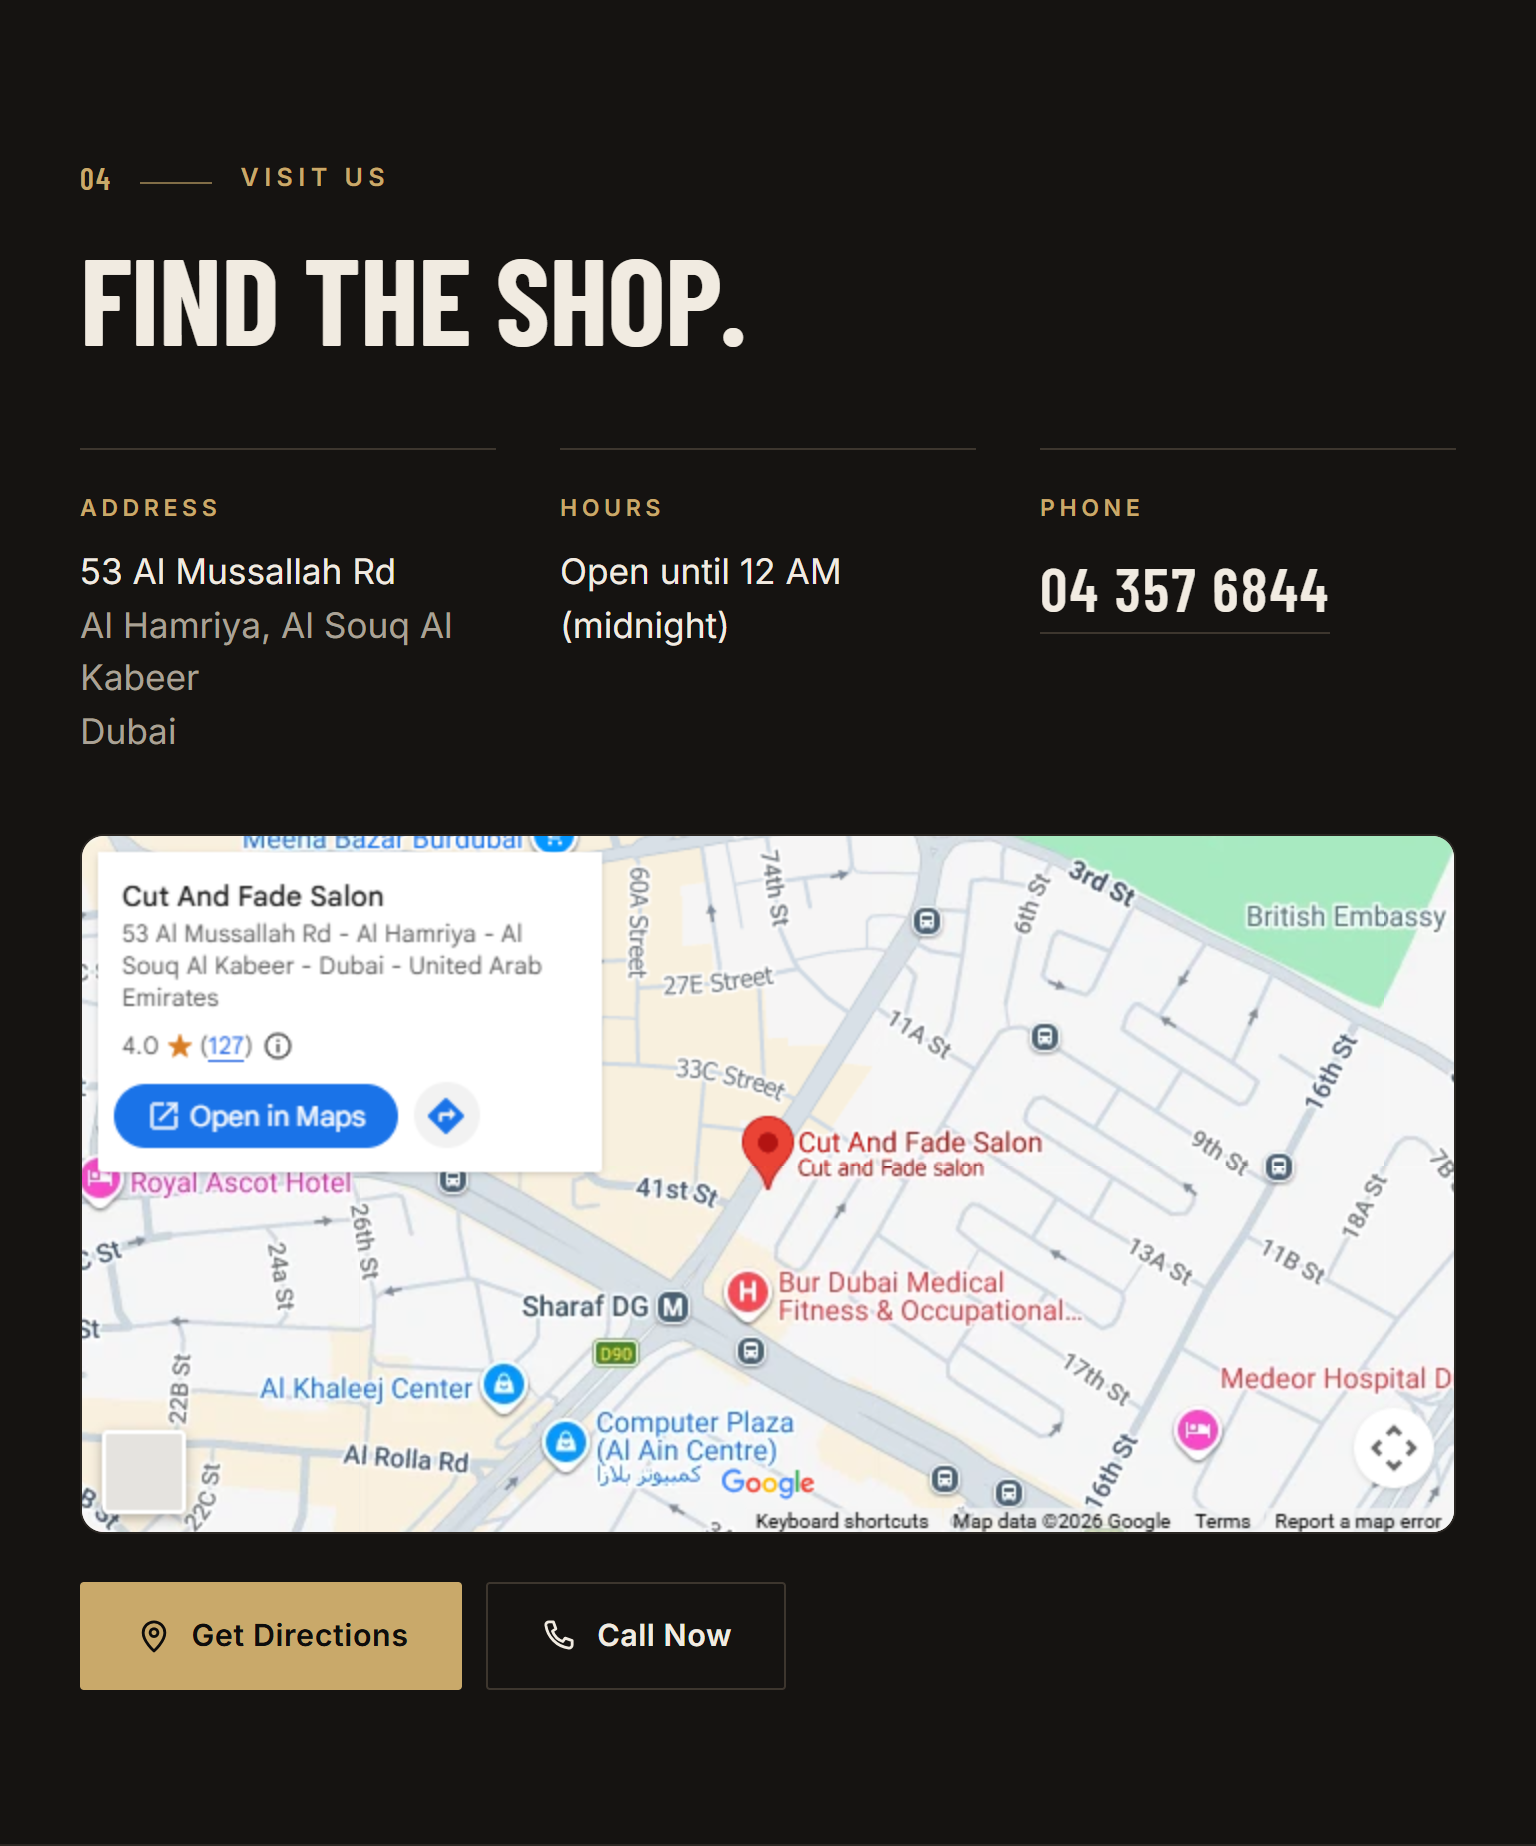 04 VISIT US
FIND THE SHOP.
ADDRESS
53 Al Mussallah Rd
Al Hamriya, Al Souq Al
Kabeer
Dubai
HOURS
Open until 12 AM
(midnight)
PHONE
04 357 6844
Meena Bazar Burdubai
Cut And Fade Salon
53 Al Mussallah Rd - Al Hamriya - Al
Souq Al Kabeer - Dubai - United Arab
Emirates
4.0 (127)
Open in Maps
60A Street
74th St
6th St
3rd St
British Embassy
27E Street
11A St
33C Street
16th St
Cut And Fade Salon
Cut and Fade salon
9th St
Royal Ascot Hotel
41st St
26th St
24a St
18A St
13A St
11B St
Bur Dubai Medical
Fitness & Occupational...
Sharaf DG M
D90
22B St
Al Khaleej Center
17th St
Medeor Hospital D
Computer Plaza
(Al Ain Centre)
كمبيوتر بلازا
Al Rolla Rd
22C St
16th St
Google
Keyboard shortcuts Map data ©2026 Google Terms Report a map error
Get Directions
Call Now